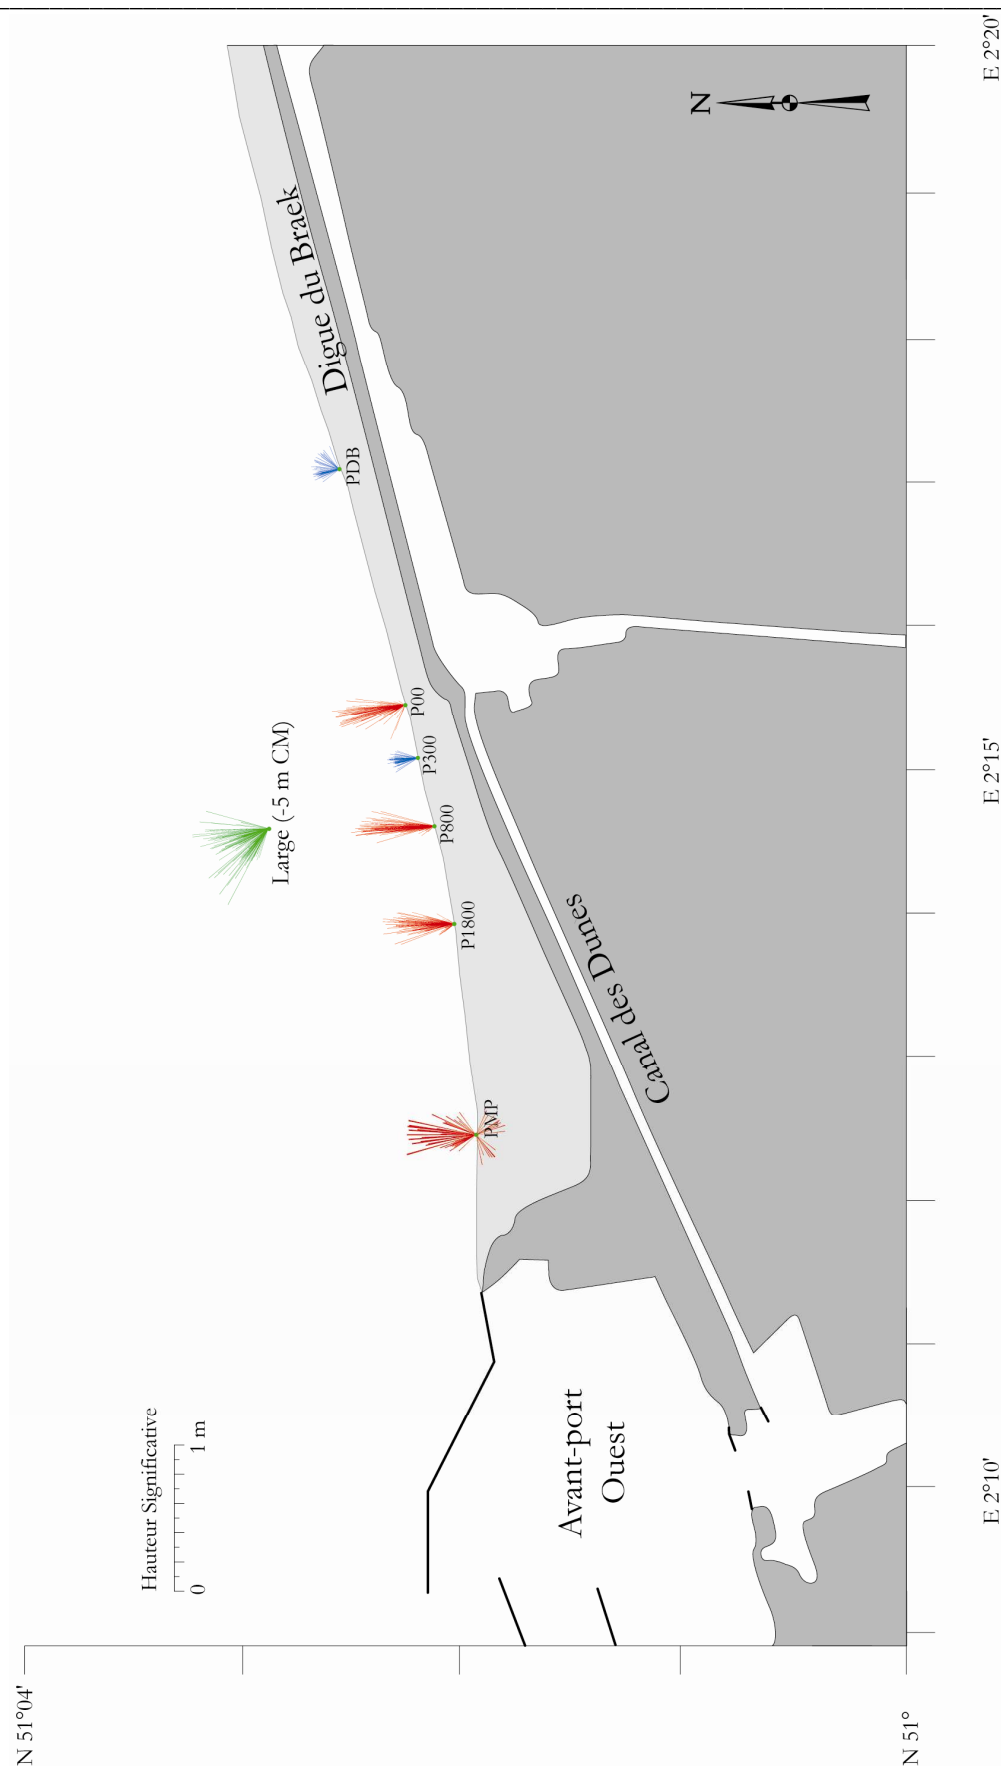 N 51°04'
Hauteur Significative
0
1 m
Large (-5 m CM)
Digue du Braek
PDB
P00
P300
P800
P1800
PMP
Canal des Dunes
Avant-port
Ouest
N
N 51°
E 2°10'
E 2°15'
E 2°20'